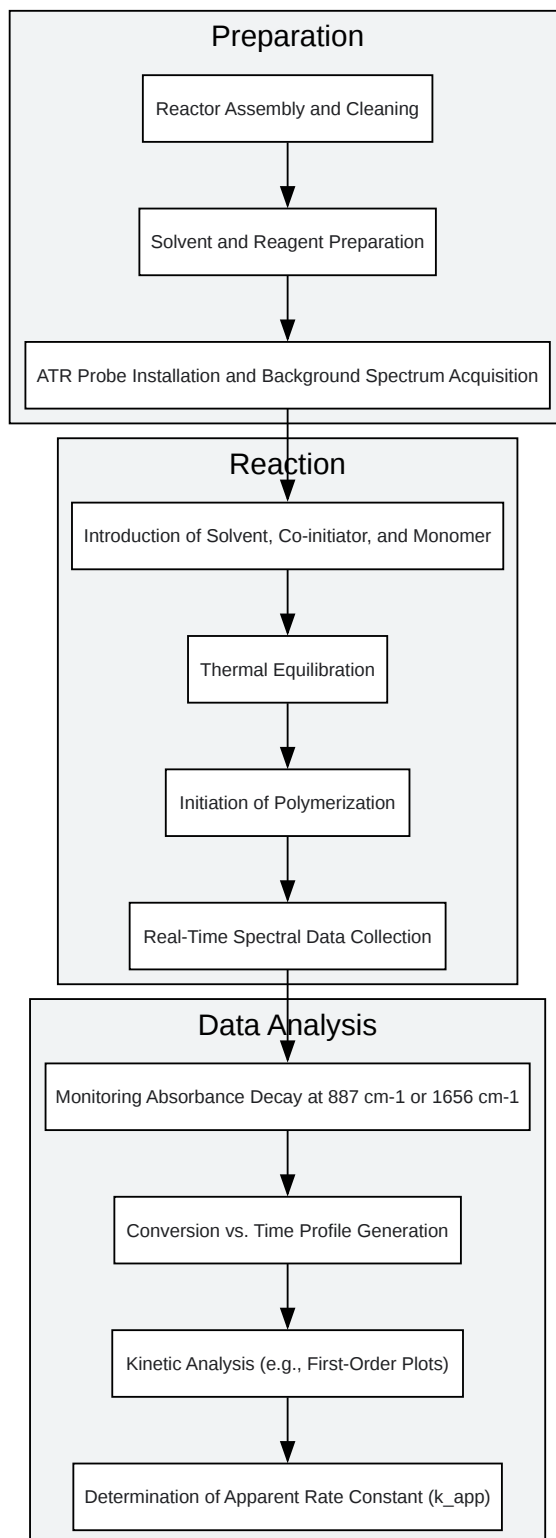 Preparation
Reactor Assembly and Cleaning
Solvent and Reagent Preparation
ATR Probe Installation and Background Spectrum Acquisition
Reaction
Introduction of Solvent, Co-initiator, and Monomer
Thermal Equilibration
Initiation of Polymerization
Real-Time Spectral Data Collection
Data Analysis
Monitoring Absorbance Decay at 887 cm-1 or 1656 cm-1
Conversion vs. Time Profile Generation
Kinetic Analysis (e.g., First-Order Plots)
Determination of Apparent Rate Constant (k_app)